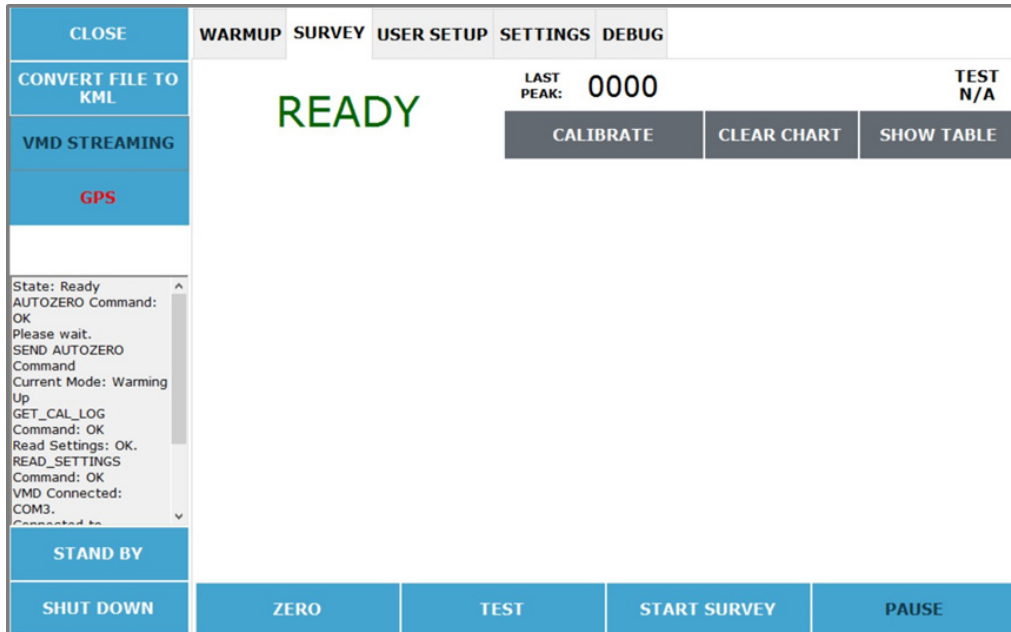 CLOSE
WARMUP SURVEY USER SETUP SETTINGS DEBUG
CONVERT FILE TO
KML
VMD STREAMING
GPS
READY
LAST
PEAK: 0000
TEST
N/A
CALIBRATE CLEAR CHART SHOW TABLE
State: Ready
AUTOZERO Command:
OK
Please wait.
SEND AUTOZERO
Command
Current Mode: Warming
Up
GET_CAL_LOG
Command: OK
Read Settings: OK.
READ_SETTINGS
Command: OK
VMD Connected:
COM3.
Connected to
STAND BY
SHUT DOWN
ZERO TEST START SURVEY PAUSE